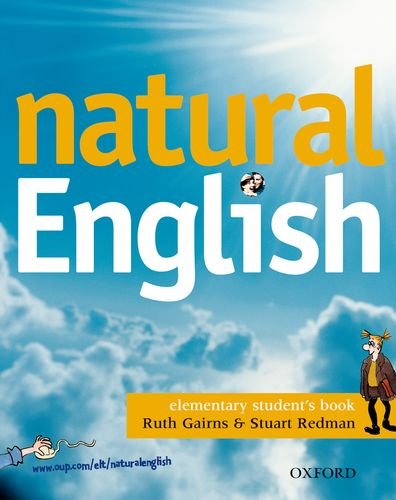 natural
English
elementary student's book
Ruth Gairns & Stuart Redman
www.oup.com/elt/naturalenglish
OXFORD